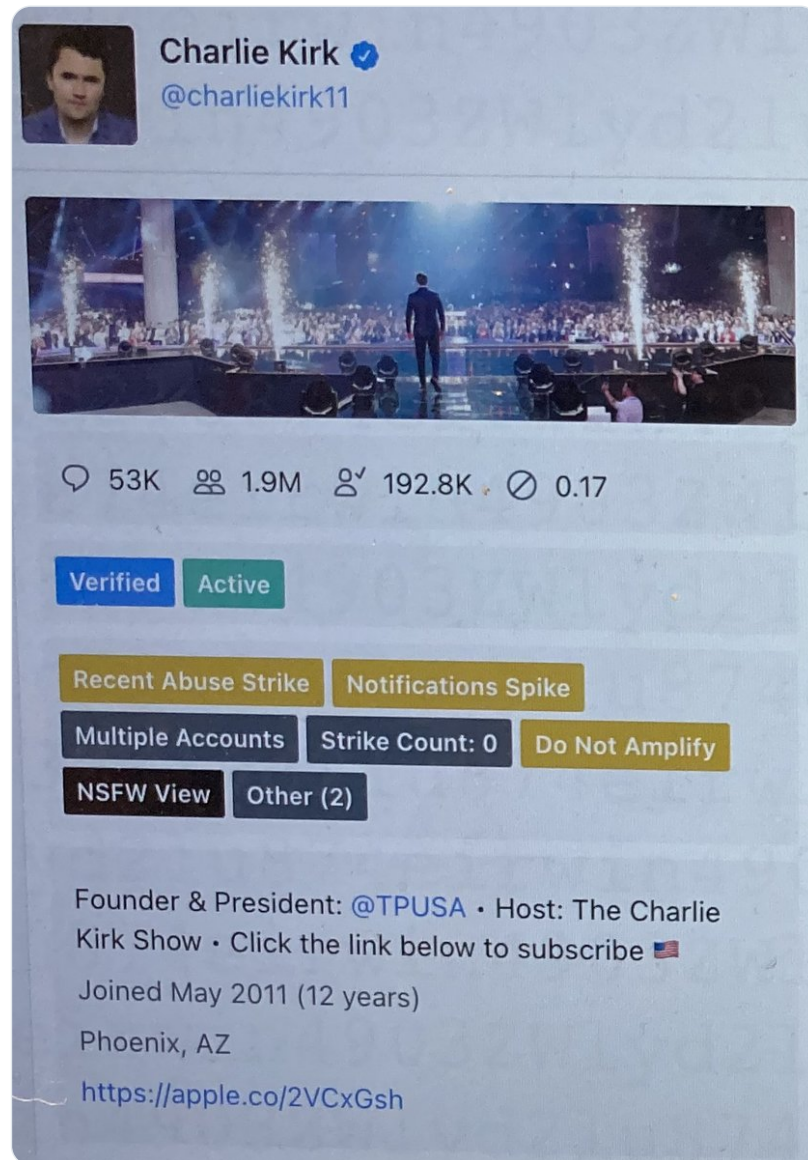 Charlie Kirk
@charliekirk11
53K 1.9M 192.8K 0.17
Verified Active
Recent Abuse Strike Notifications Spike
Multiple Accounts Strike Count: 0 Do Not Amplify
NSFW View Other (2)
Founder & President: @TPUSA • Host: The Charlie
Kirk Show • Click the link below to subscribe 🇺🇸
Joined May 2011 (12 years)
Phoenix, AZ
https://apple.co/2VCxGsh